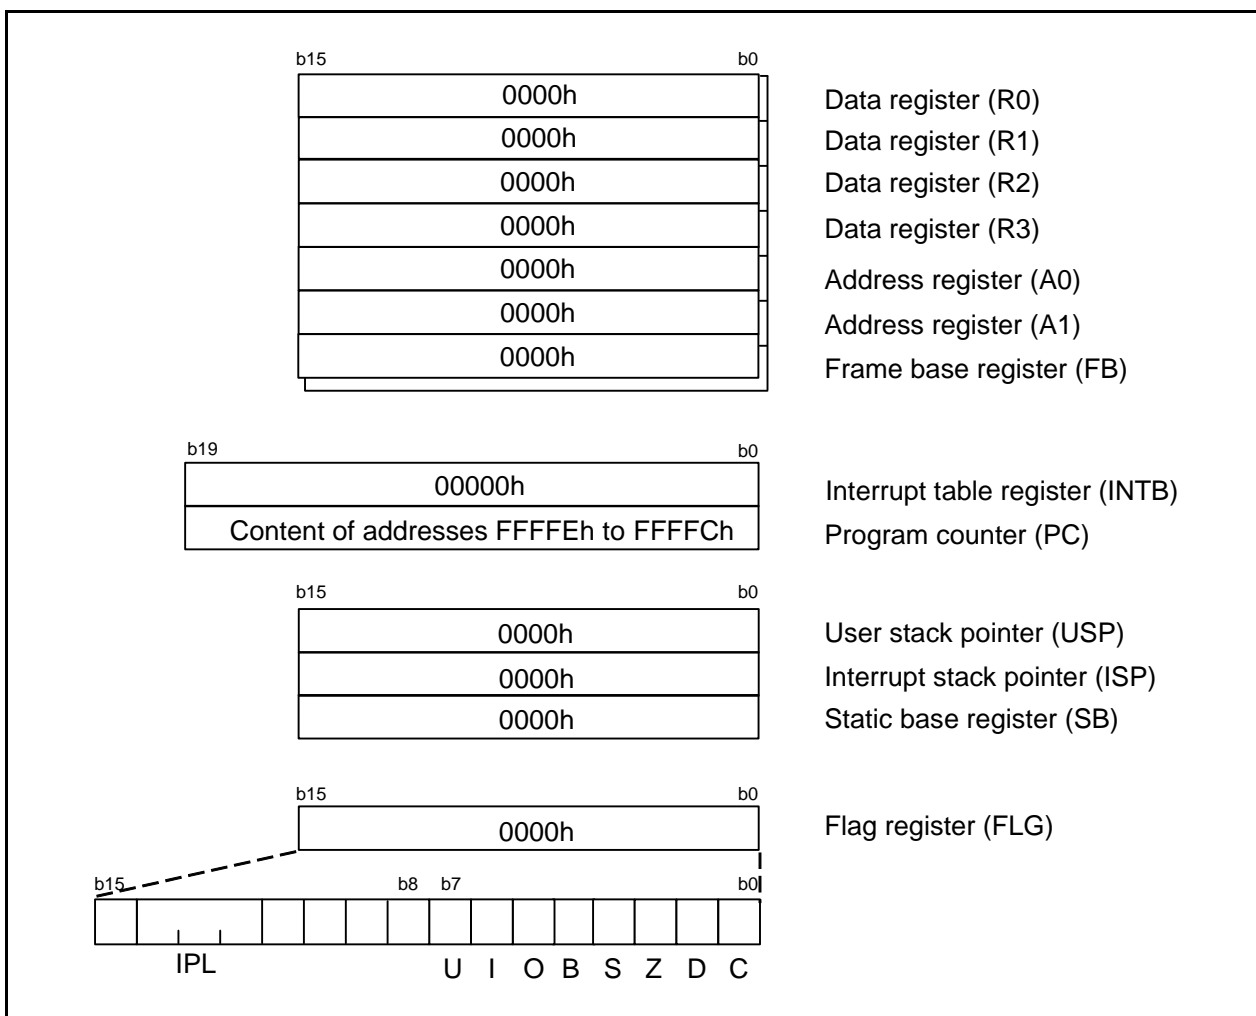 b15 b0
0000h Data register (R0)
0000h Data register (R1)
0000h Data register (R2)
0000h Data register (R3)
0000h Address register (A0)
0000h Address register (A1)
0000h Frame base register (FB)
b19 b0
00000h Interrupt table register (INTB)
Content of addresses FFFFEh to FFFFCh Program counter (PC)
b15 b0
0000h User stack pointer (USP)
0000h Interrupt stack pointer (ISP)
0000h Static base register (SB)
b15 b0
0000h Flag register (FLG)
b15 b8 b7 b0
IPL U I O B S Z D C